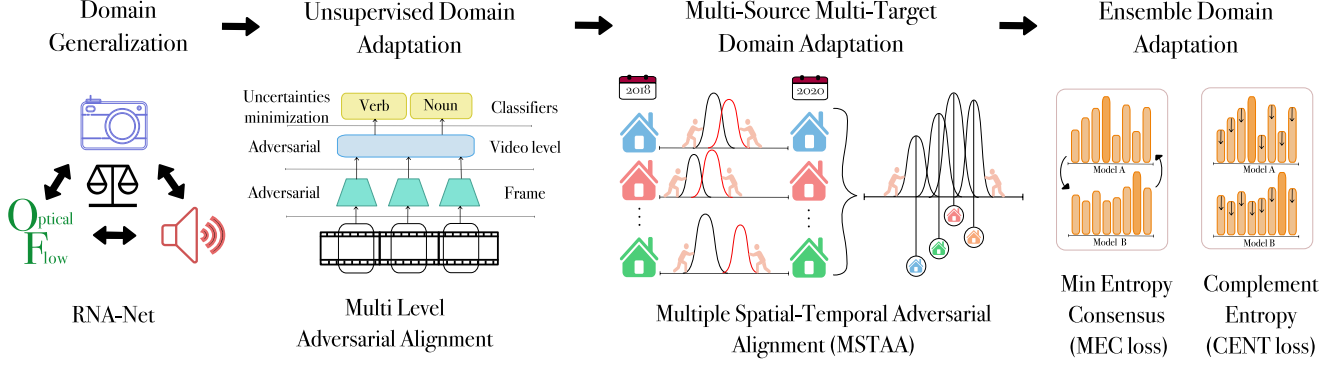 Domain
Generalization
Unsupervised Domain
Adaptation
Multi-Source Multi-Target
Domain Adaptation
Ensemble Domain
Adaptation
Optical
Flow
RNA-Net
Uncertainties
minimization
Verb
Noun
Classifiers
Adversarial
Video level
Adversarial
Frame
Multi Level
Adversarial Alignment
2018
2020
Multiple Spatial-Temporal Adversarial
Alignment (MSTAA)
Model A
Model B
Min Entropy
Consensus
(MEC loss)
Model A
Model B
Complement
Entropy
(CENT loss)